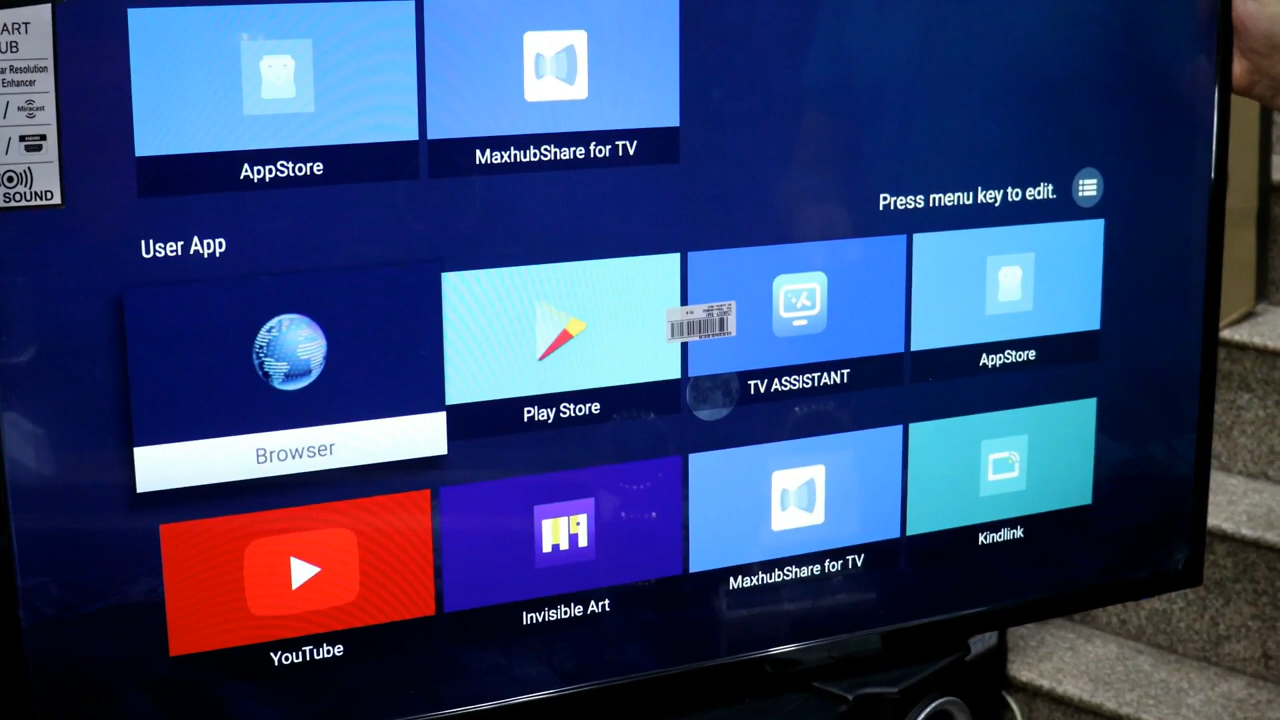 ART
UB
ar Resolution
Enhancer
/ Miracast
/
SOUND
AppStore
MaxhubShare for TV
Press menu key to edit.
User App
Browser
Play Store
TV ASSISTANT
AppStore
YouTube
Invisible Art
MaxhubShare for TV
Kindlink